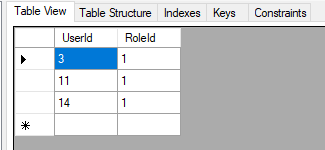 Table View Table Structure Indexes Keys Constraints
UserId RoleId
3 1
11 1
14 1